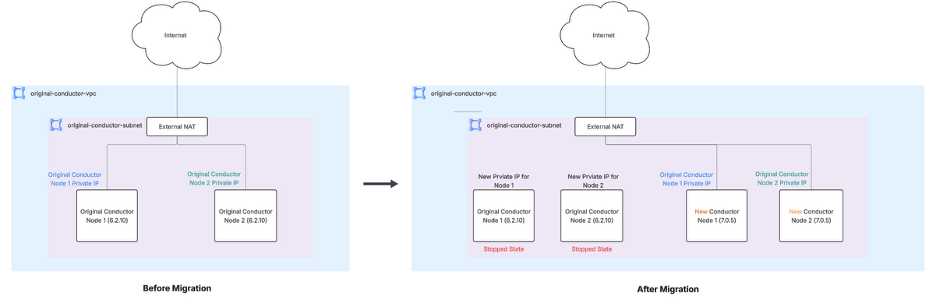 Internet
original-conductor-vpc
original-conductor-subnet
External NAT
Original Conductor
Node 1 Private IP
Original Conductor
Node 2 Private IP
Original Conductor
Node 1 (6.2.10)
Original Conductor
Node 2 (6.2.10)
Before Migration
Internet
original-conductor-vpc
original-conductor-subnet
External NAT
New Private IP for
Node 1
New Private IP for
Node 2
Original Conductor
Node 1 Private IP
Original Conductor
Node 2 Private IP
Original Conductor
Node 1 (6.2.10)
Original Conductor
Node 2 (6.2.10)
New Conductor
Node 1 (7.0.5)
New Conductor
Node 2 (7.0.5)
Stopped State
Stopped State
After Migration